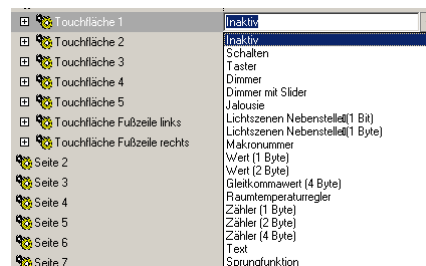 Touchfläche 1
Inaktiv
Touchfläche 2
Touchfläche 3
Touchfläche 4
Touchfläche 5
Touchfläche Fußzeile links
Touchfläche Fußzeile rechts
Seite 2
Seite 3
Seite 4
Seite 5
Seite 6
Seite 7
Inaktiv
Schalten
Taster
Dimmer
Dimmer mit Slider
Jalousie
Lichtszenen Nebenstelle (1 Bit)
Lichtszenen Nebenstelle (1 Byte)
Makronummer
Wert (1 Byte)
Wert (2 Byte)
Gleitkommawert (4 Byte)
Raumtemperaturregler
Zähler (1 Byte)
Zähler (2 Byte)
Zähler (4 Byte)
Text
Sprungfunktion